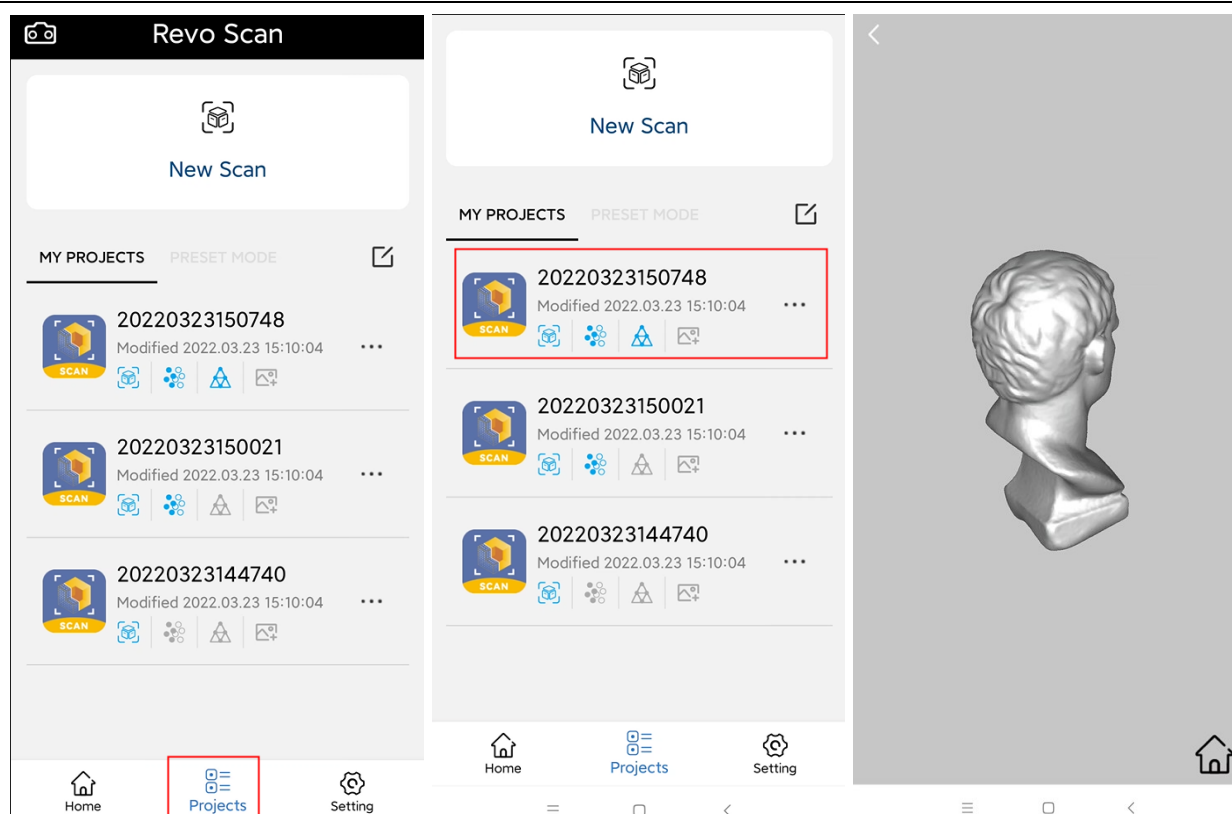 Revo Scan
New Scan
MY PROJECTS PRESET MODE
20220323150748
Modified 2022.03.23 15:10:04
SCAN
20220323150021
Modified 2022.03.23 15:10:04
SCAN
20220323144740
Modified 2022.03.23 15:10:04
SCAN
Home Projects Setting
New Scan
MY PROJECTS PRESET MODE
20220323150748
Modified 2022.03.23 15:10:04
SCAN
20220323150021
Modified 2022.03.23 15:10:04
SCAN
20220323144740
Modified 2022.03.23 15:10:04
SCAN
Home Projects Setting